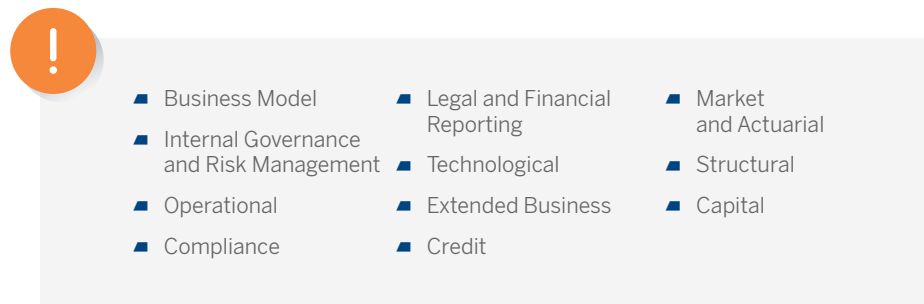 Business Model
Internal Governance
and Risk Management
Operational
Compliance
Legal and Financial
Reporting
Technological
Extended Business
Credit
Market
and Actuarial
Structural
Capital